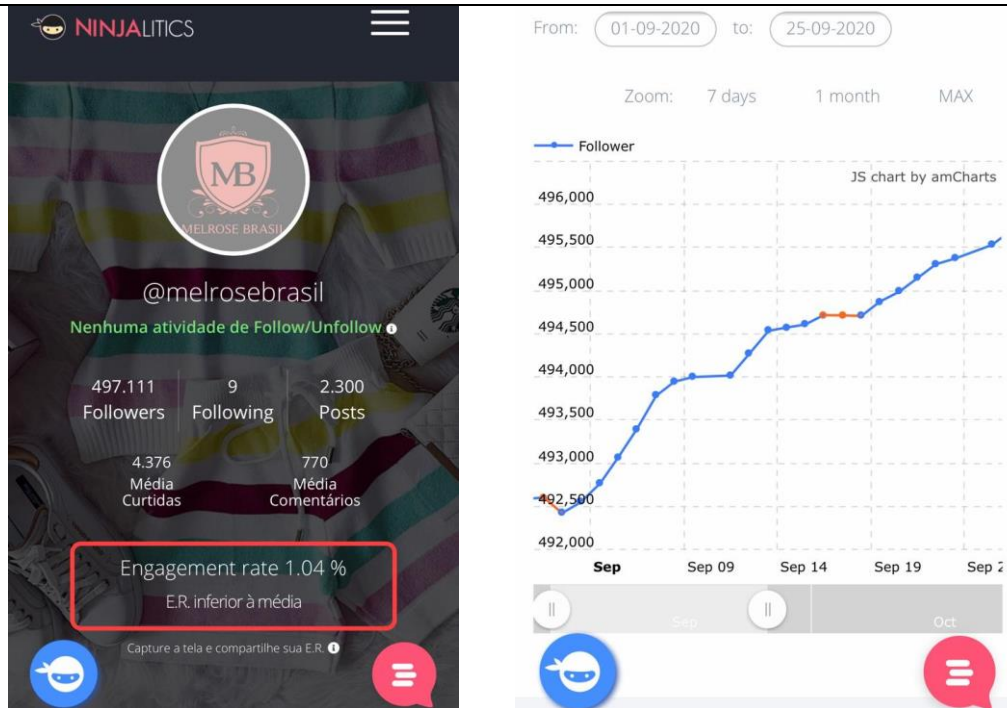 NINJALITICS
MB
MELROSE BRASIL
@melrosebrasil
Nenhuma atividade de Follow/Unfollow
497.111 9 2.300
Followers Following Posts
4.376 770
Média Média
Curtidas Comentários
Engagement rate 1.04 %
E.R. inferior à média
Capture a tela e compartilhe sua E.R.
From: 01-09-2020 to: 25-09-2020
Zoom: 7 days 1 month MAX
Follower
JS chart by amCharts
496,000
495,500
495,000
494,500
494,000
493,500
493,000
492,500
492,000
Sep Sep 09 Sep 14 Sep 19 Sep 2
Sep Oct